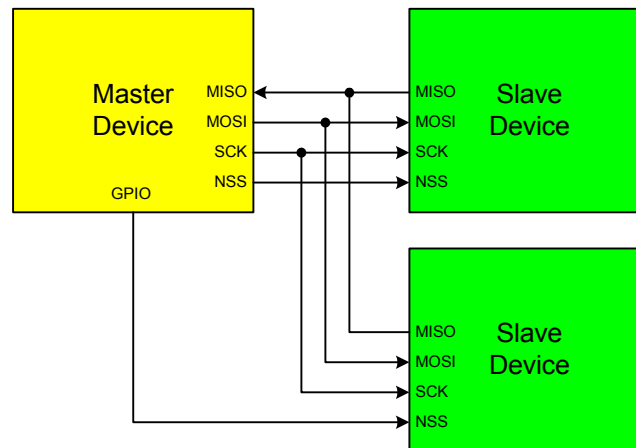 Master
Device
MISO
MOSI
SCK
NSS
GPIO
MISO
MOSI
SCK
NSS
Slave
Device
MISO
MOSI
SCK
NSS
Slave
Device